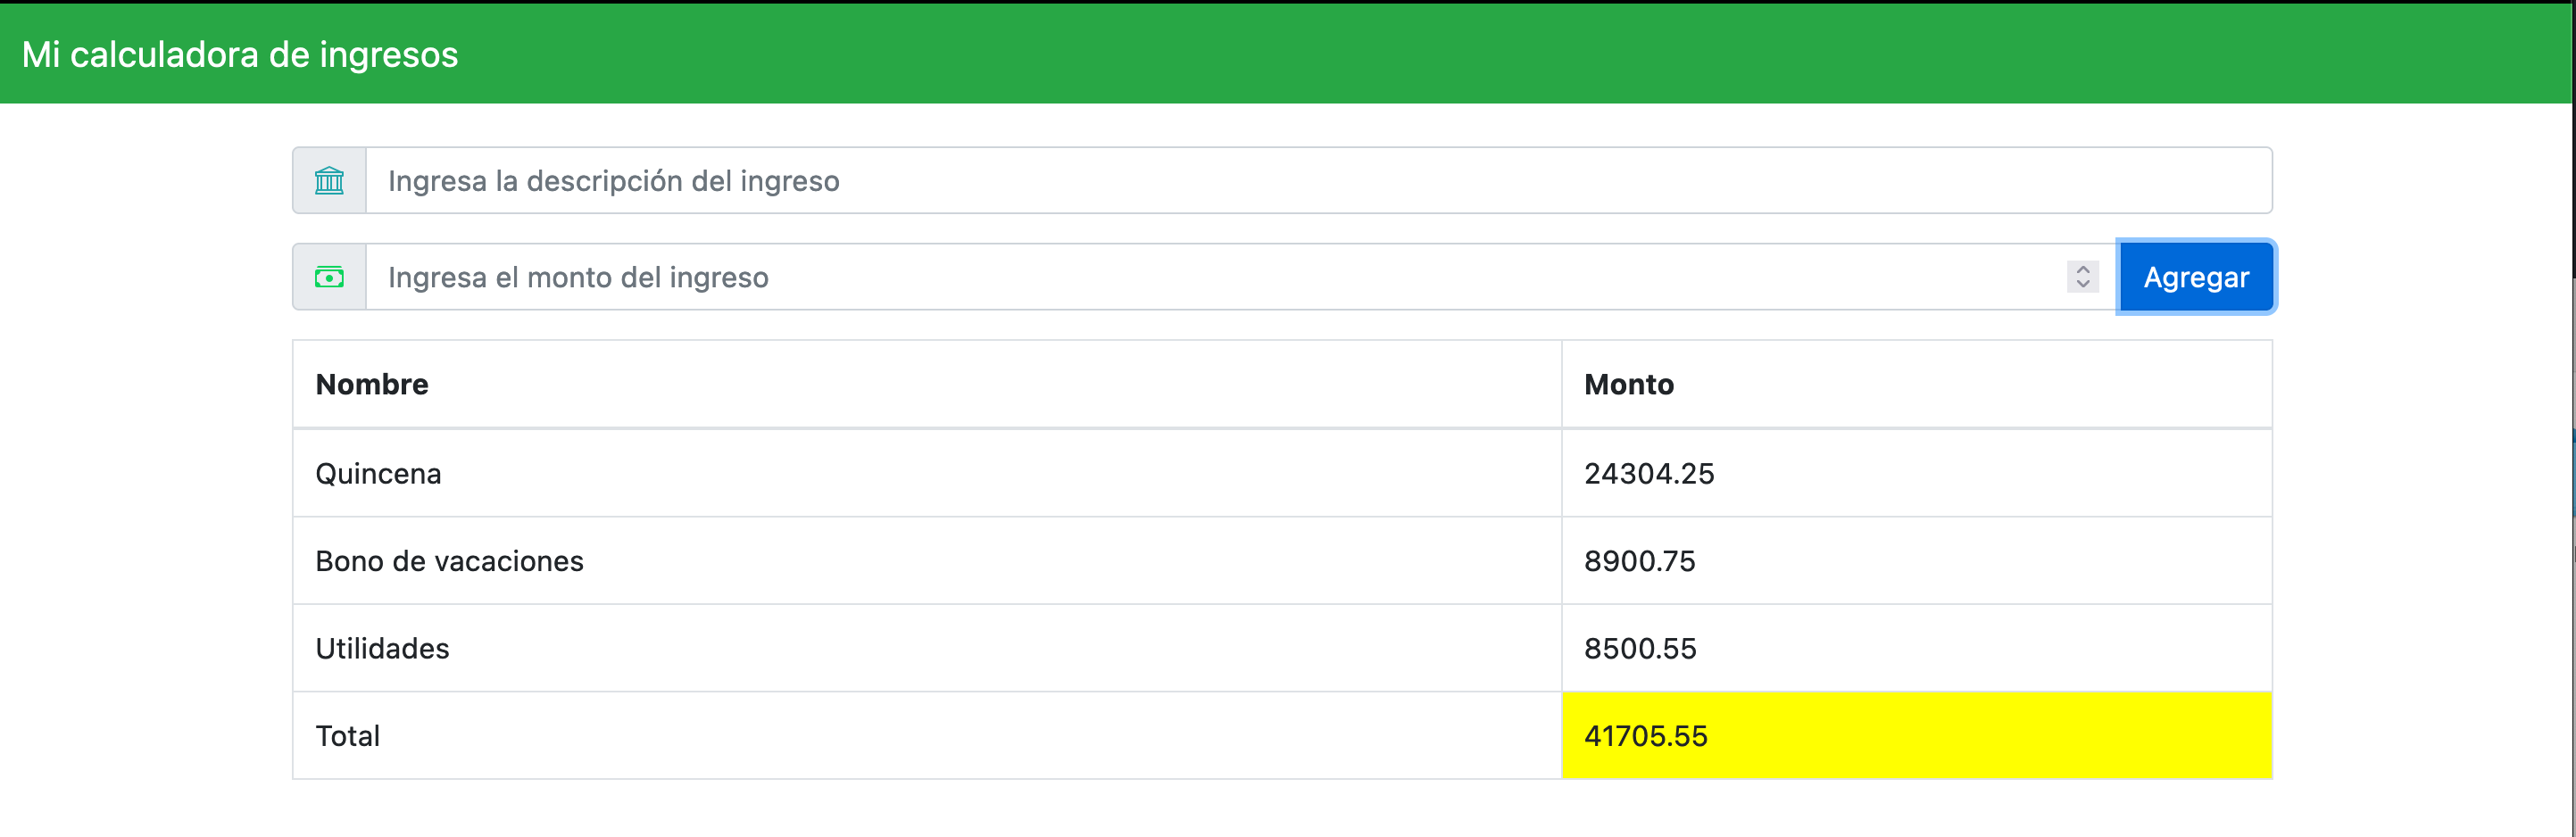 Mi calculadora de ingresos
Ingresa la descripción del ingreso
Ingresa el monto del ingreso Agregar
Nombre Monto
Quincena 24304.25
Bono de vacaciones 8900.75
Utilidades 8500.55
Total 41705.55